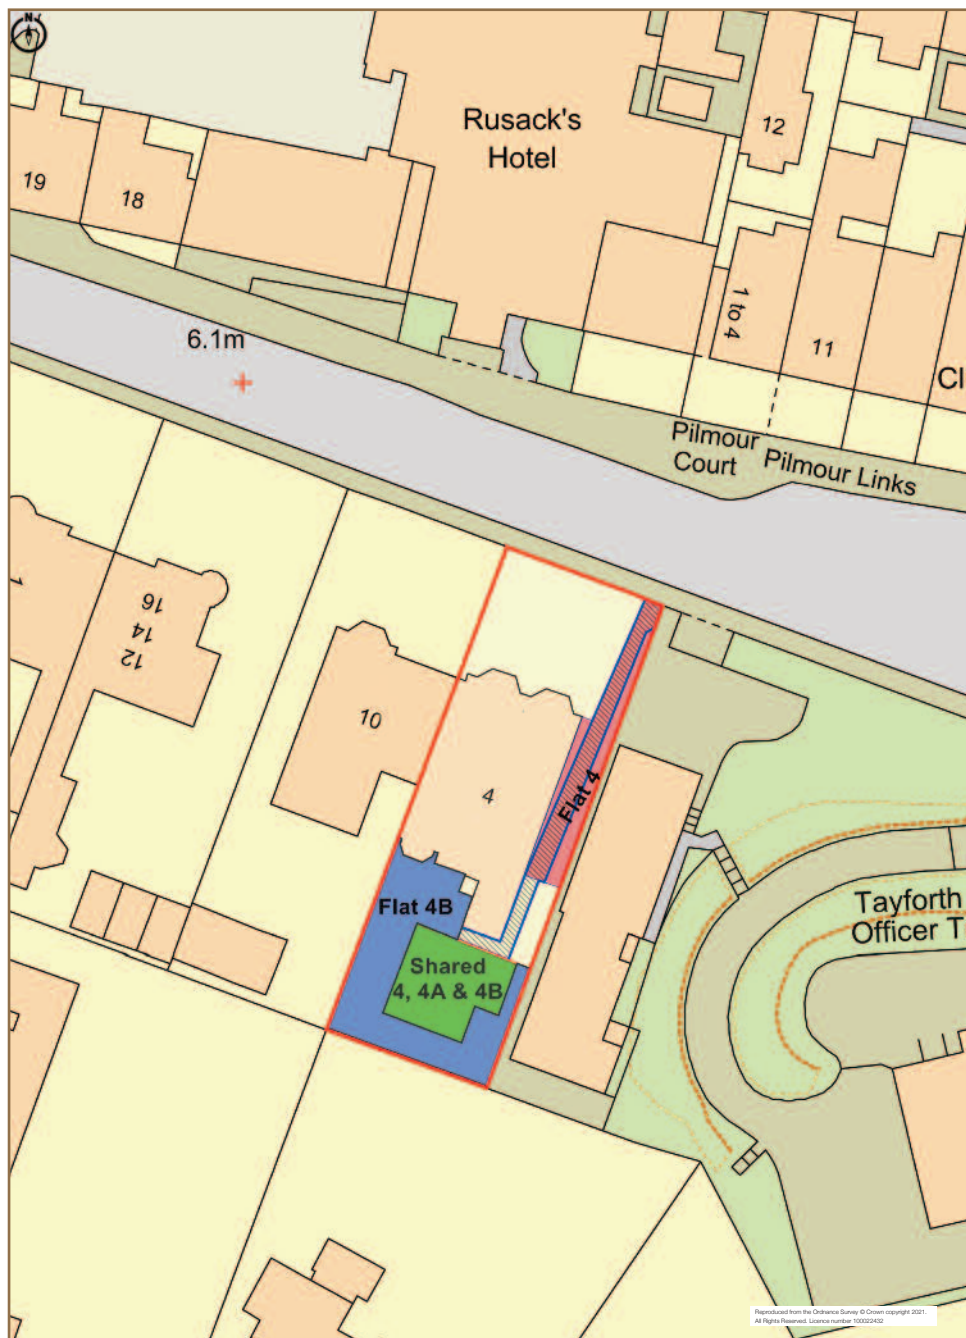 N
Rusack's
Hotel
12
19
18
1 to 4
11
6.1m
Cl
Pilmour
Court
Pilmour Links
16
14
12
1
10
4
Flat 4
Flat 4B
Shared
4, 4A & 4B
Tayforth
Officer T
Reproduced from the Ordnance Survey © Crown copyright 2021.
All Rights Reserved. Licence number 100022432